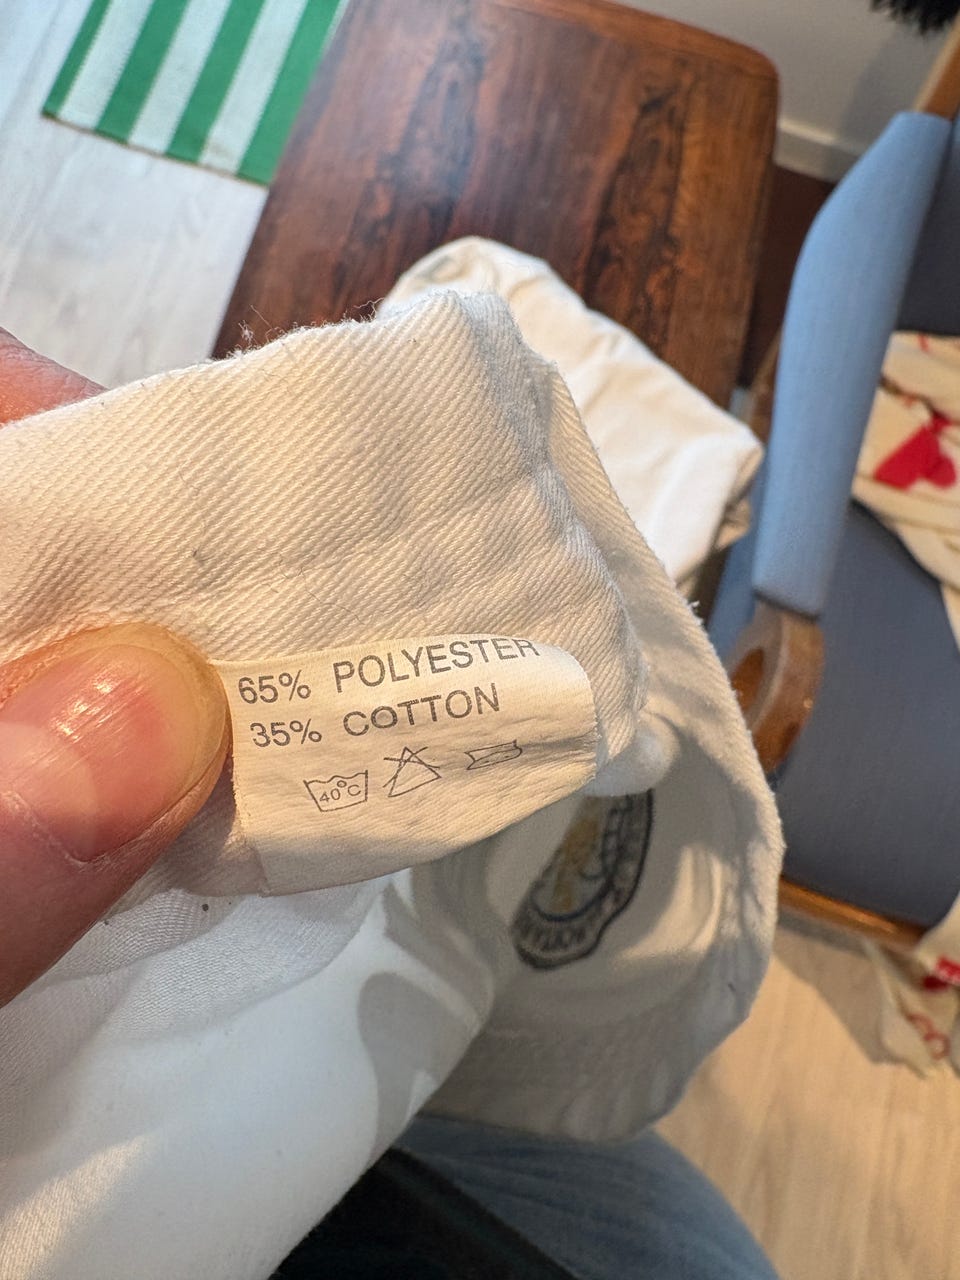 65% POLYESTER
35% COTTON
40°C